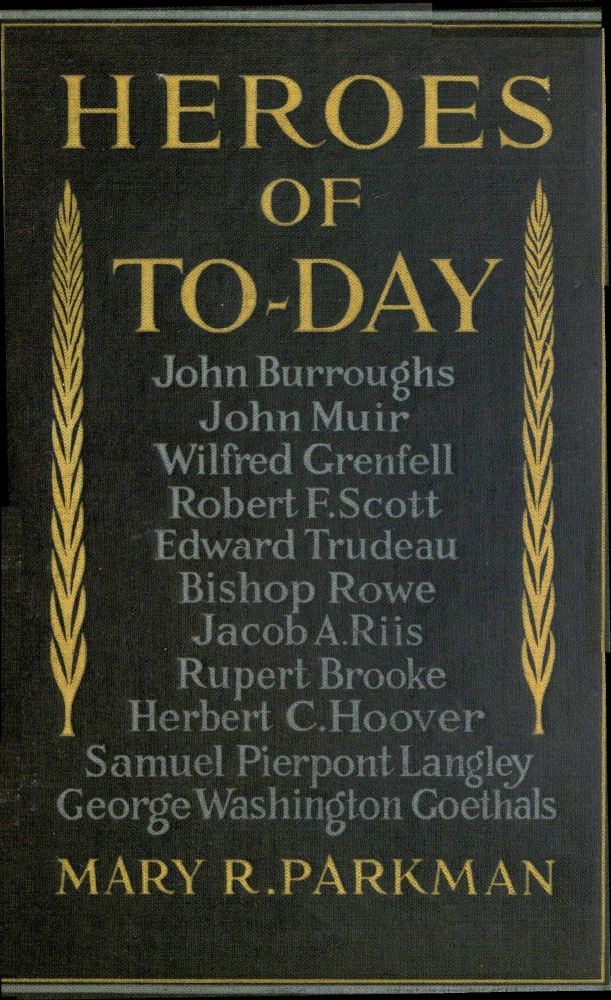 HEROES
OF
TO-DAY
John Burroughs
John Muir
Wilfred Grenfell
Robert F. Scott
Edward Trudeau
Bishop Rowe
Jacob A. Riis
Rupert Brooke
Herbert C. Hoover
Samuel Pierpont Langley
George Washington Goethals
MARY R. PARKMAN